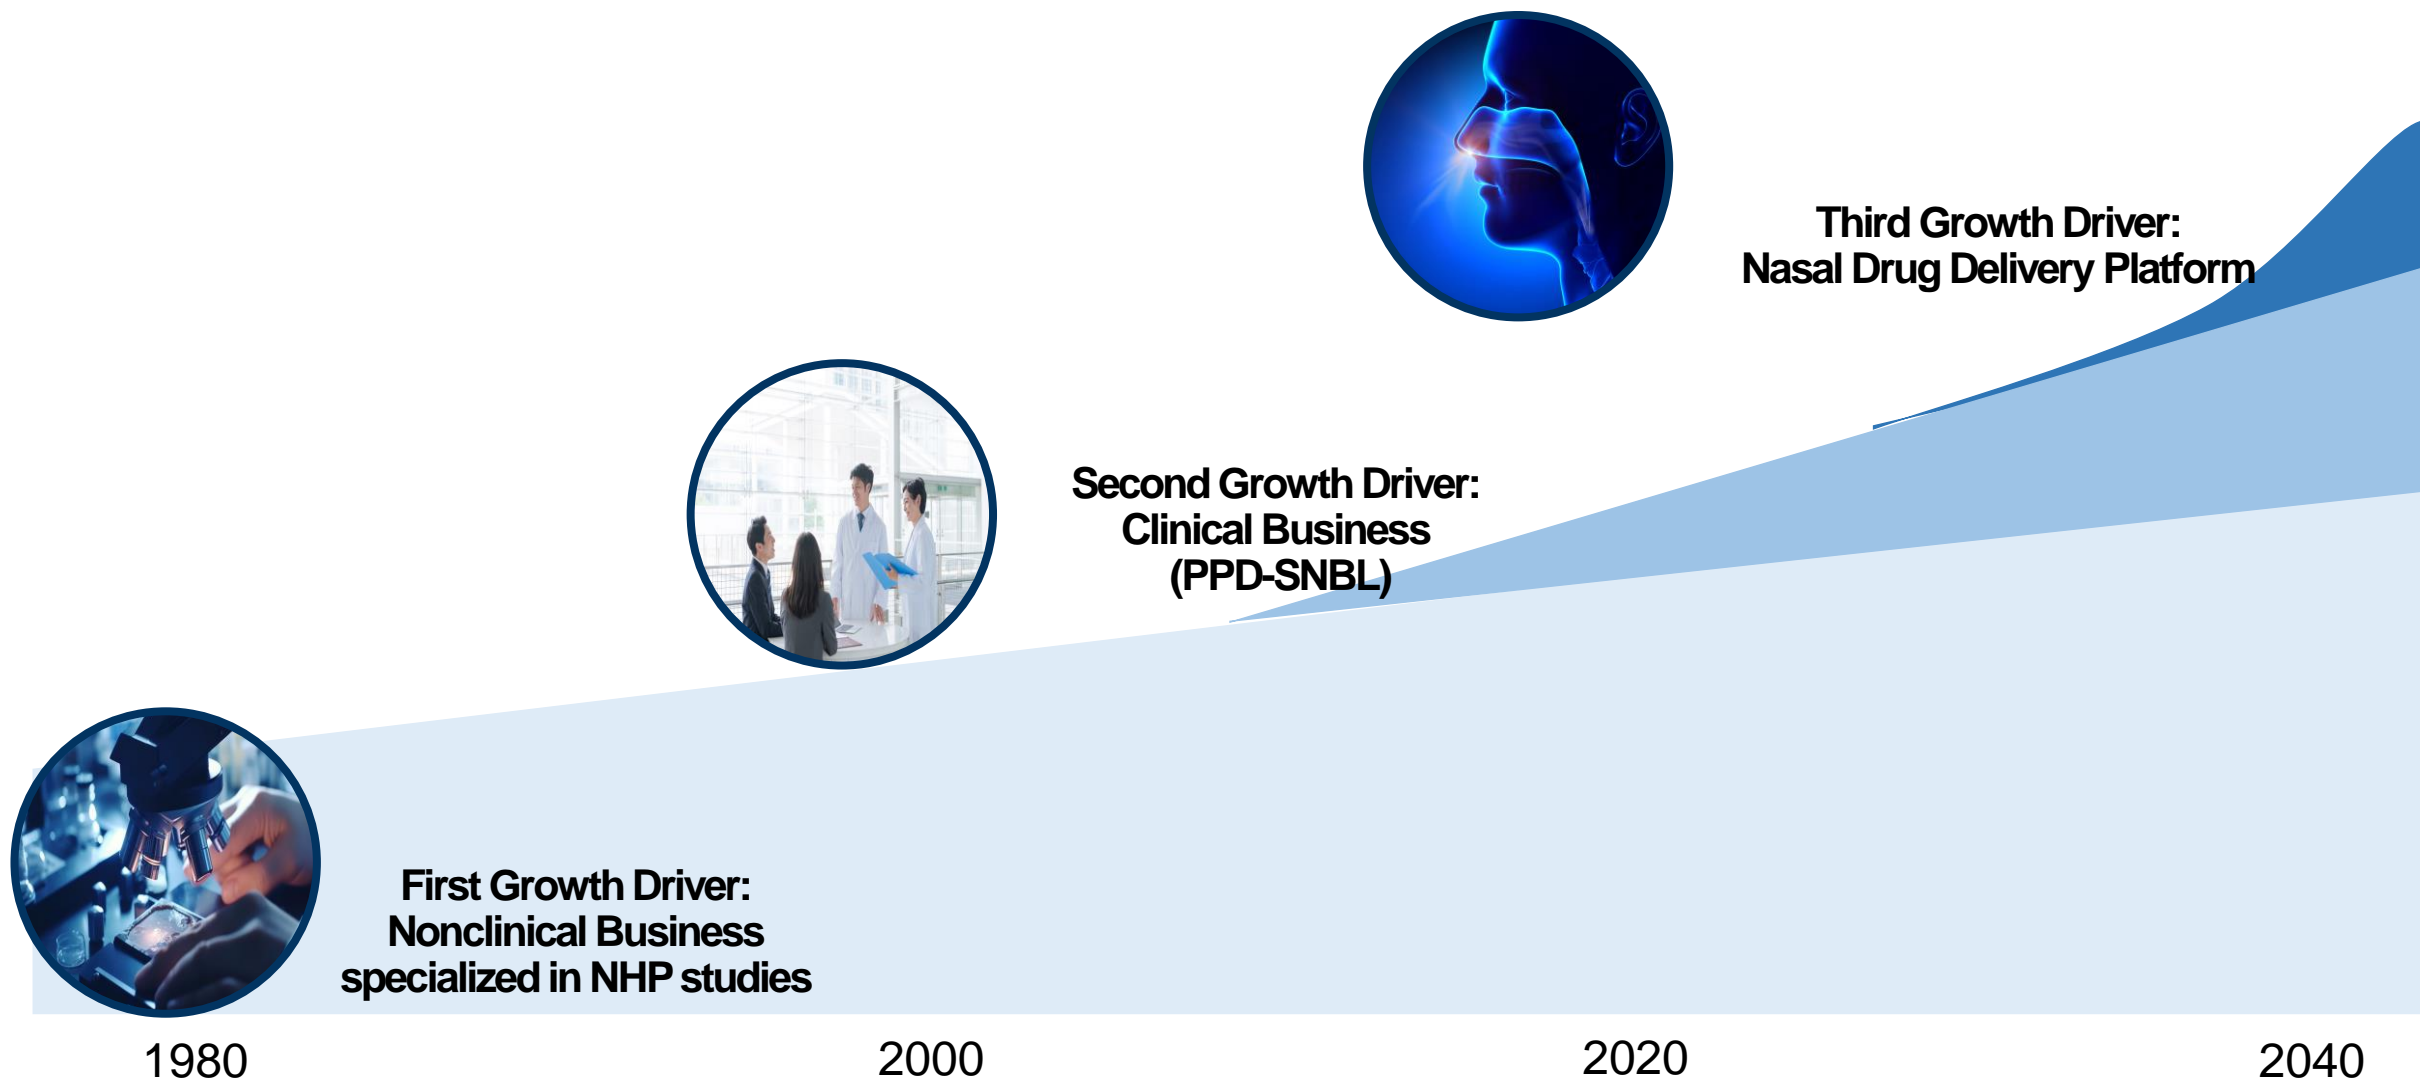 Third Growth Driver:
Nasal Drug Delivery Platform
Second Growth Driver:
Clinical Business
(PPD-SNBL)
First Growth Driver:
Nonclinical Business
specialized in NHP studies
1980
2000
2020
2040